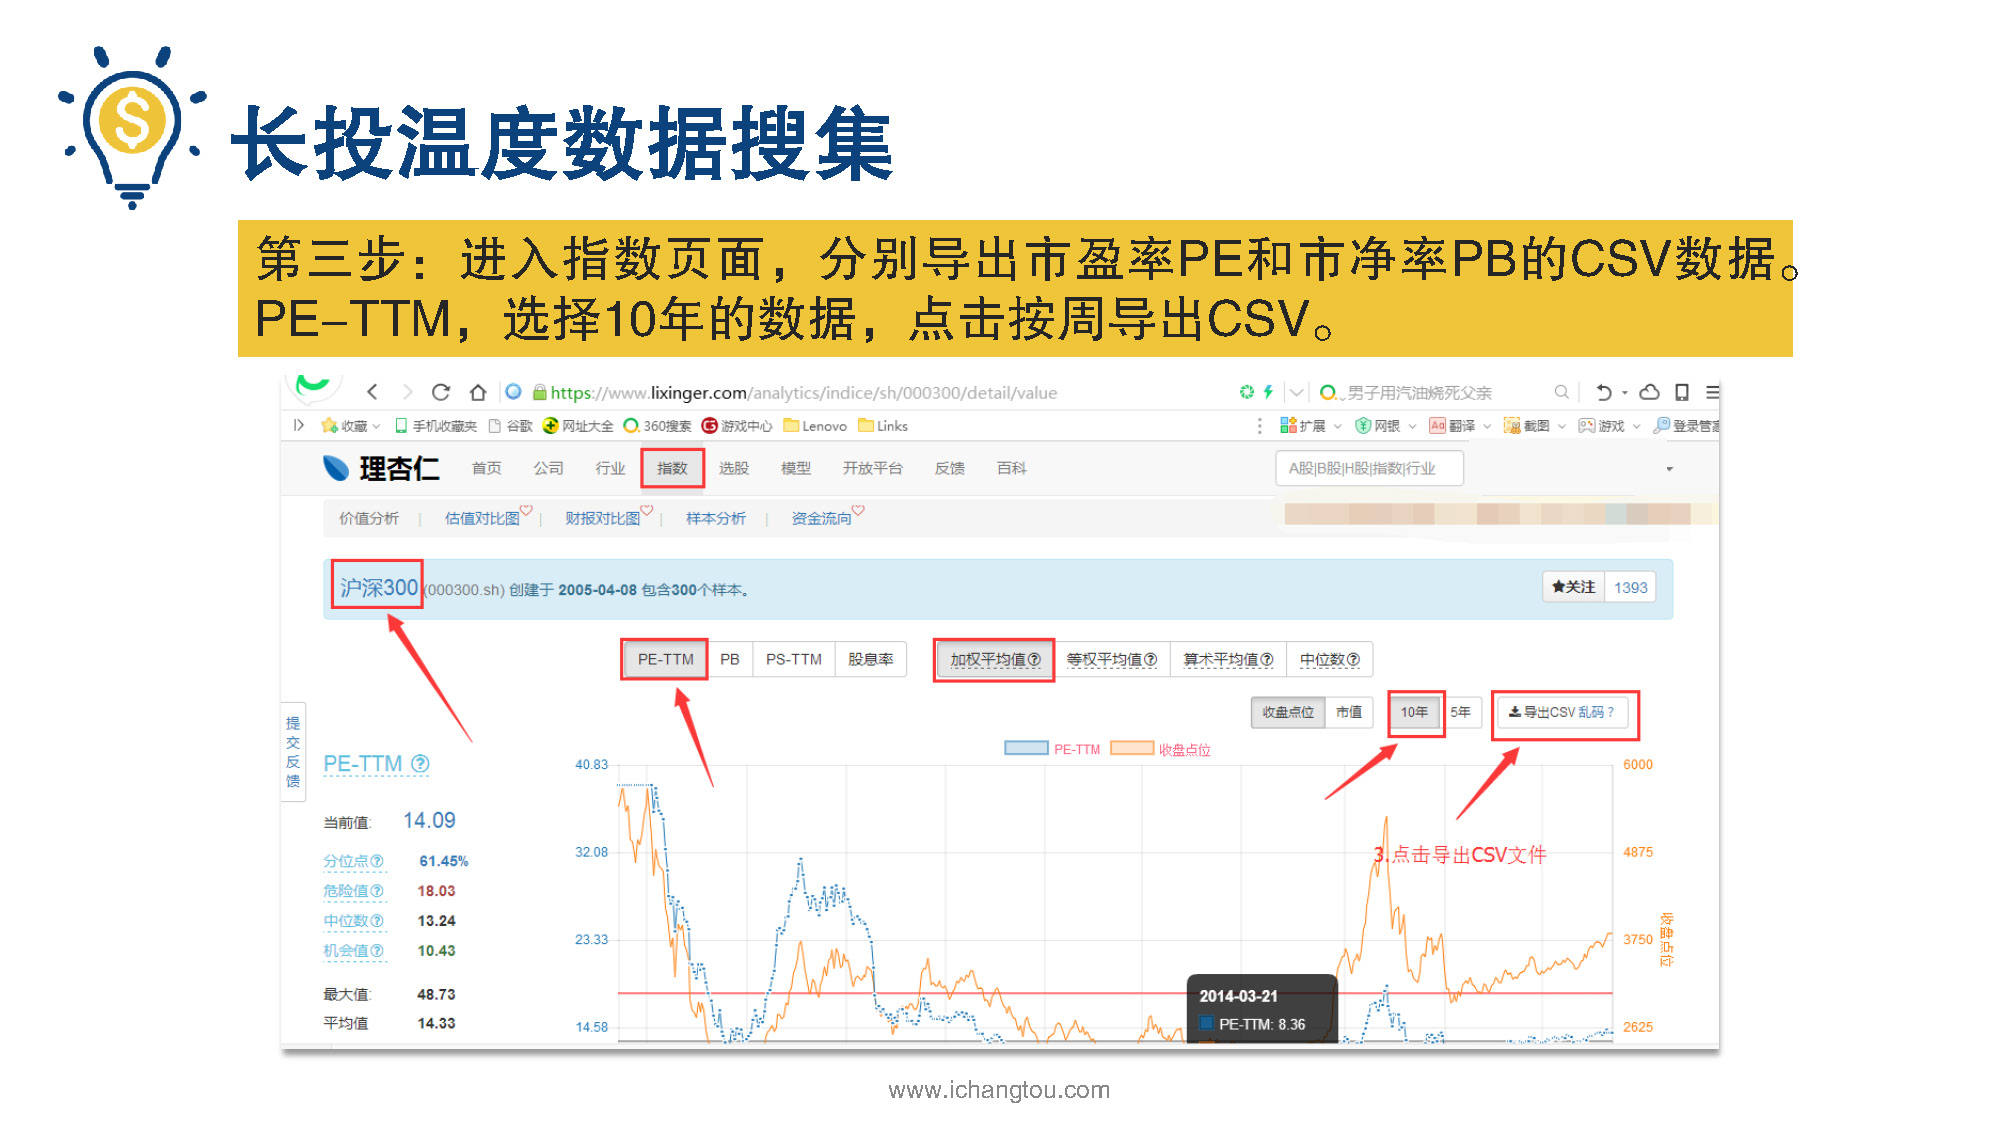 长投温度数据搜集
第三步：进入指数页面，分别导出市盈率PE和市净率PB的CSV数据。
PE-TTM，选择10年的数据，点击按周导出CSV。
https://www.lixinger.com/analytics/indice/sh/000300/detail/value
男子用汽油烧死父亲
收藏 手机收藏夹 谷歌 网址大全 360搜索 游戏中心 Lenovo Links 扩展 网银 翻译 截图 游戏 登录管家
理杏仁 首页 公司 行业 指数 选股 模型 开放平台 反馈 百科 A股|B股|H股|指数|行业
价值分析 | 估值对比图 | 财报对比图 | 样本分析 | 资金流向
沪深300 (000300.sh) 创建于 2005-04-08 包含300个样本。 ★关注 1393
PE-TTM PB PS-TTM 股息率 加权平均值 等权平均值 算术平均值 中位数
收盘点位 市值 10年 5年 导出CSV 乱码？
提交反馈
PE-TTM
PE-TTM 收盘点位
当前值: 14.09
分位点 61.45%
危险值 18.03
中位数 13.24
机会值 10.43
最大值: 48.73
平均值 14.33
40.83
32.08
23.33
14.58
6000
4875
3750
2625
收盘点位
3.点击导出CSV文件
2014-03-21
PE-TTM: 8.36
www.ichangtou.com